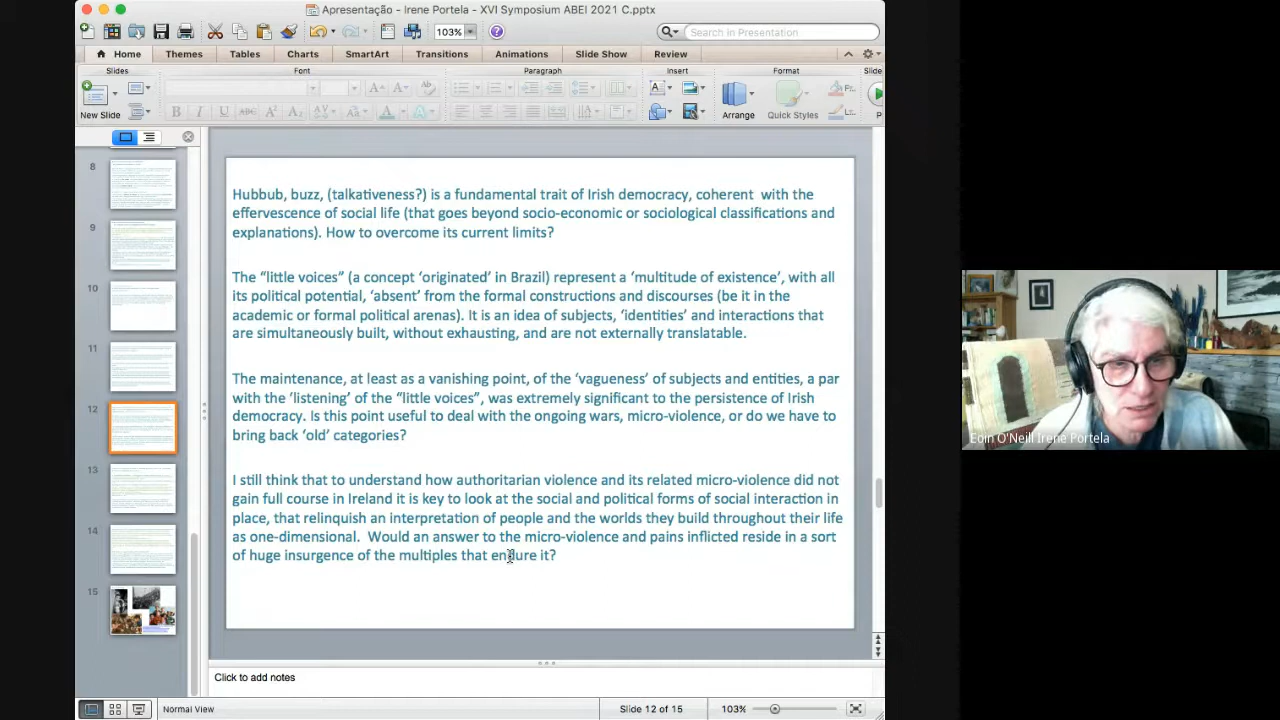 Apresentação - Irene Portela - XVI Symposium ABEI 2021 C.pptx
103%
Search in Presentation
Home Themes Tables Charts SmartArt Transitions Animations Slide Show Review
Slides Font Paragraph Insert Format Slide
New Slide Arrange Quick Styles
Hubbub, buzz, (talkativeness?) is a fundamental trait of Irish democracy, coherent with the
effervescence of social life (that goes beyond socio-economic or sociological classifications and
explanations). How to overcome its current limits?
The “little voices” (a concept ‘originated’ in Brazil) represent a ‘multitude of existence’, with all
its political potential, ‘absent’ from the formal constructions and discourses (be it in the
academic or formal political arenas). It is an idea of subjects, ‘identities’ and interactions that
are simultaneously built, without exhausting, and are not externally translatable.
The maintenance, at least as a vanishing point, of the ‘vagueness’ of subjects and entities, a par
with the ‘listening’ of the “little voices”, was extremely significant to the persistence of Irish
democracy. Is this point useful to deal with the ongoing wars, micro-violence, or do we have to
bring back ‘old’ categories?
I still think that to understand how authoritarian violence and its related micro-violence did not
gain full course in Ireland it is key to look at the social and political forms of social interaction in
place, that relinquish an interpretation of people and the worlds they build throughout their life
as one-dimensional. Would an answer to the micro-violence and pains inflicted reside in a sort
of huge insurgence of the multiples that endure it?
8
9
10
11
12
13
14
15
Eoin O'Neill Irene Portela
Click to add notes
Normal View Slide 12 of 15 103%